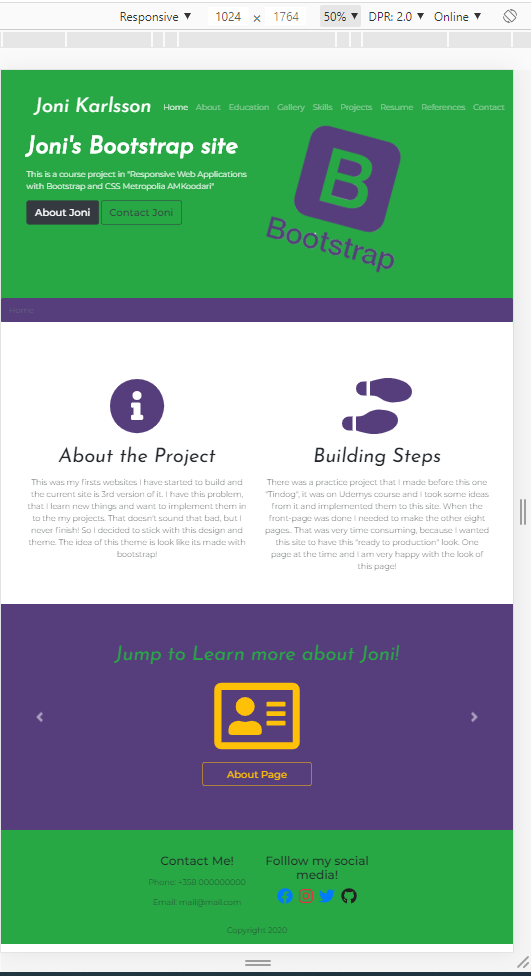 Responsive ▼ 1024 × 1764 50% ▼ DPR: 2.0 ▼ Online ▼
Joni Karlsson Home About Education Gallery Skills Projects Resume References Contact
Joni's Bootstrap site
This is a course project in "Responsive Web Applications
with Bootstrap and CSS Metropolia AMKoodari"
About Joni Contact Joni
B
Bootstrap
Home
About the Project
This was my firsts websites I have started to build and
the current site is 3rd version of it. I have this problem,
that I learn new things and want to implement them in
to the my projects. That doesn't sound that bad, but I
never finish! So I decided to stick with this design and
theme. The idea of this theme is look like its made with
bootstrap!
Building Steps
There was a practice project that I made before this one
"Tindog", it was on Udemys course and I took some ideas
from it and implemented them to this site. When the
front-page was done I needed to make the other eight
pages. That was very time consuming, because I wanted
this site to have this "ready to production" look. One
page at the time and I am very happy with the look of
this page!
Jump to Learn more about Joni!
About Page
Contact Me!
Phone: +358 000000000
Email: mail@mail.com
Folllow my social
media!
Copyright 2020